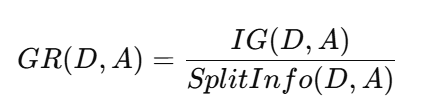 GR(D, A) = IG(D, A) / SplitInfo(D, A)